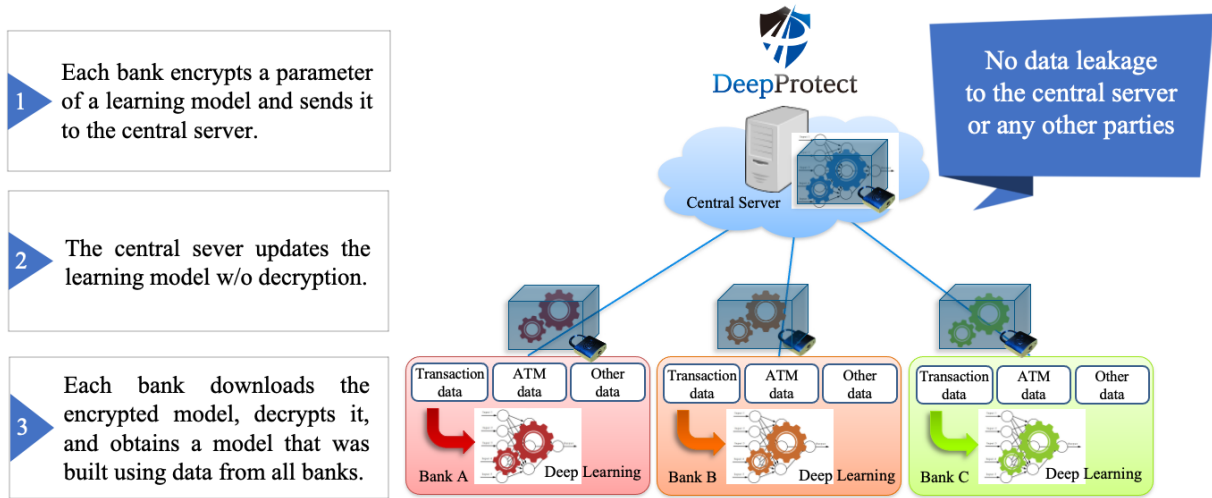 1
Each bank encrypts a parameter
of a learning model and sends it
to the central server.
2
The central sever updates the
learning model w/o decryption.
3
Each bank downloads the
encrypted model, decrypts it,
and obtains a model that was
built using data from all banks.
DeepProtect
Central Server
No data leakage
to the central server
or any other parties
Transaction
data
ATM
data
Other
data
Bank A
Deep Learning
Transaction
data
ATM
data
Other
data
Bank B
Deep Learning
Transaction
data
ATM
data
Other
data
Bank C
Deep Learning